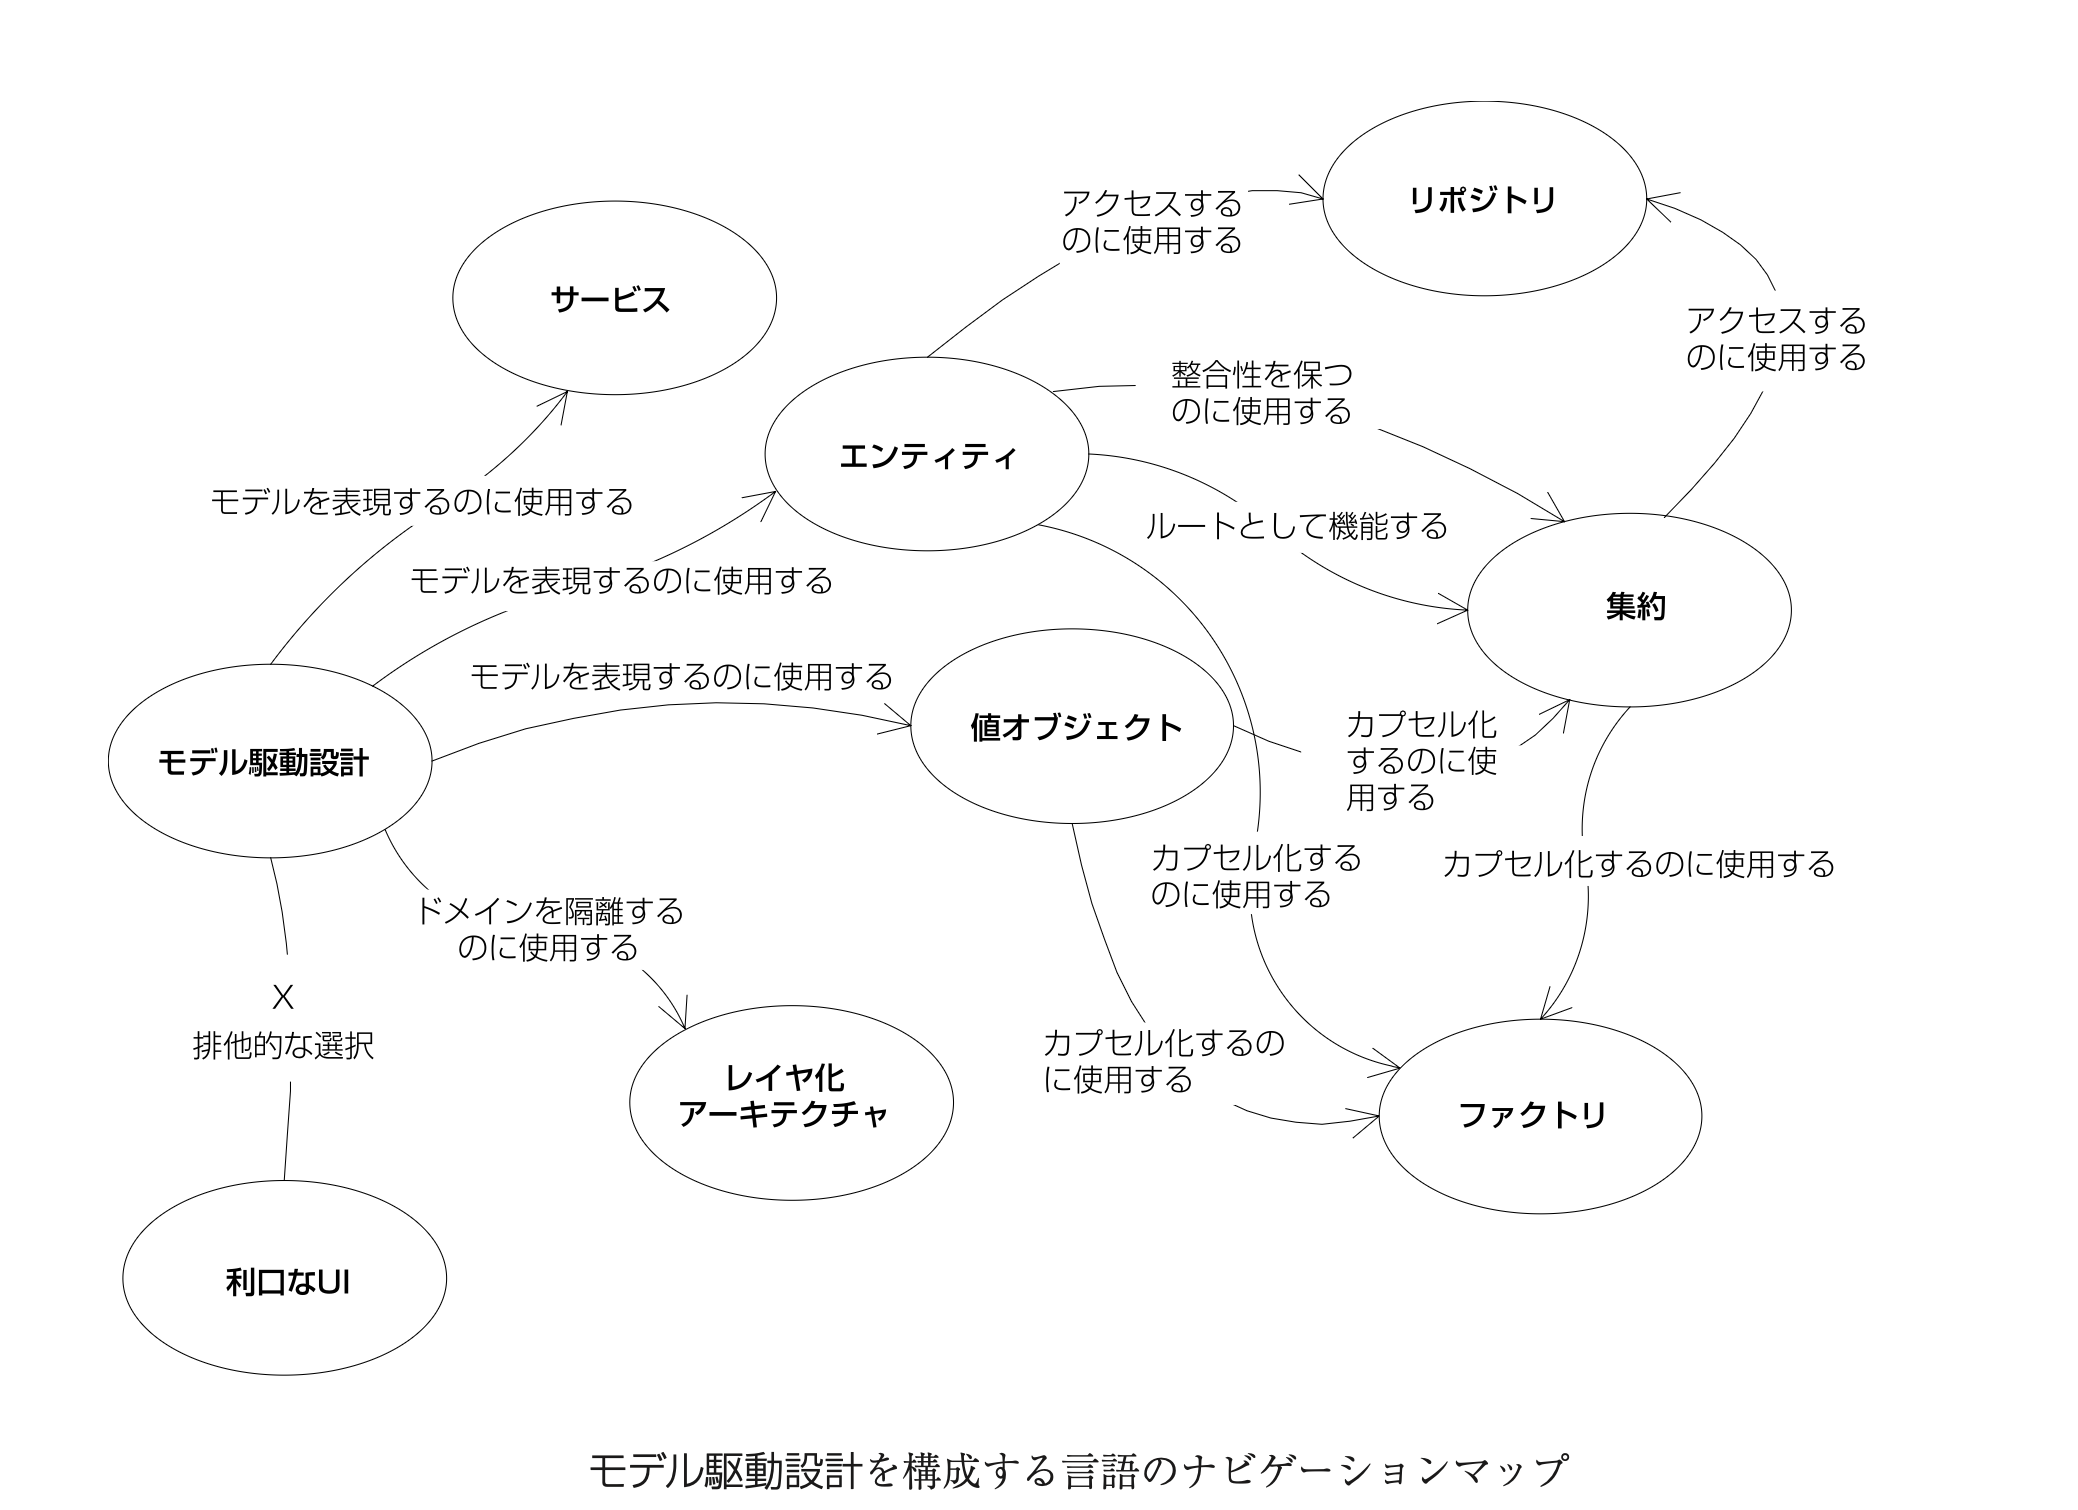 リポジトリ
アクセスする
のに使用する
サービス
アクセスする
のに使用する
整合性を保つ
のに使用する
エンティティ
モデルを表現するのに使用する
ルートとして機能する
モデルを表現するのに使用する
集約
モデルを表現するのに使用する
値オブジェクト
カプセル化
するのに使
用する
モデル駆動設計
カプセル化する
のに使用する
カプセル化するのに使用する
ドメインを隔離する
のに使用する
X
排他的な選択
カプセル化するの
に使用する
レイヤ化
アーキテクチャ
ファクトリ
利口なUI
モデル駆動設計を構成する言語のナビゲーションマップ